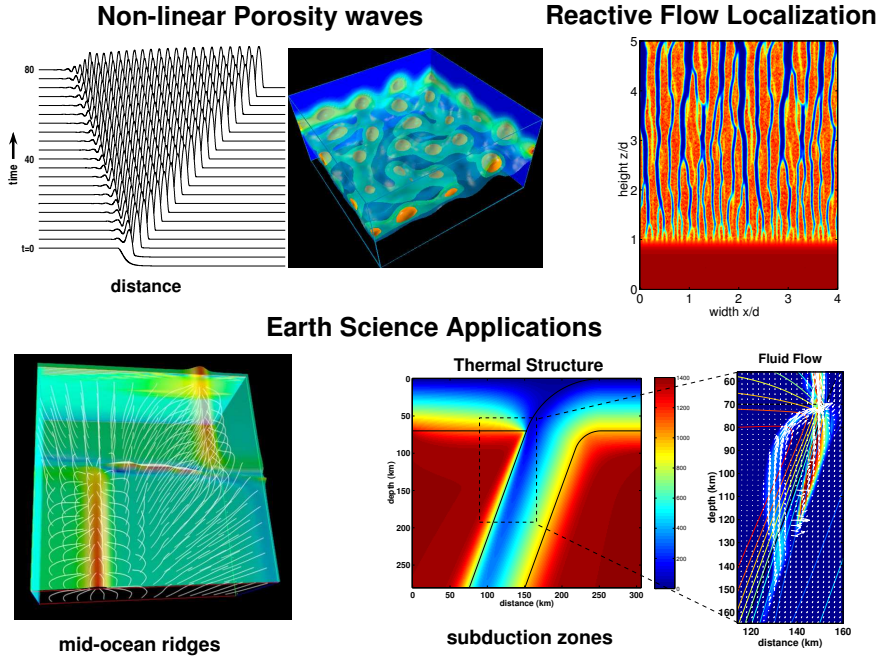 Non-linear Porosity waves
80
40
t=0
time
distance
Reactive Flow Localization
5
4
3
2
1
0
height z/d
0 1 2 3 4
width x/d
Earth Science Applications
mid-ocean ridges
Thermal Structure
0
50
100
150
200
250
depth (km)
0 50 100 150 200 250 300
distance (km)
1400
1200
1000
800
600
400
200
0
subduction zones
Fluid Flow
60
70
80
90
100
110
120
130
140
150
160
depth (km)
120 140 160
distance (km)